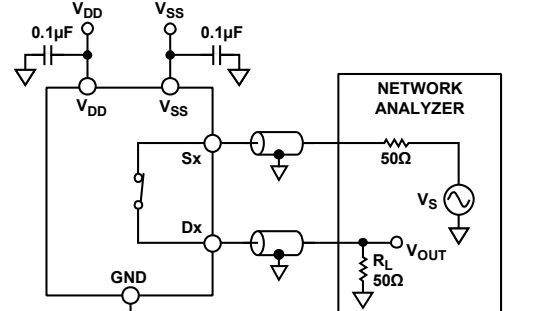 VDD
VSS
0.1µF
0.1µF
VDD
VSS
NETWORK
ANALYZER
Sx
50Ω
VS
Dx
VOUT
RL
50Ω
GND